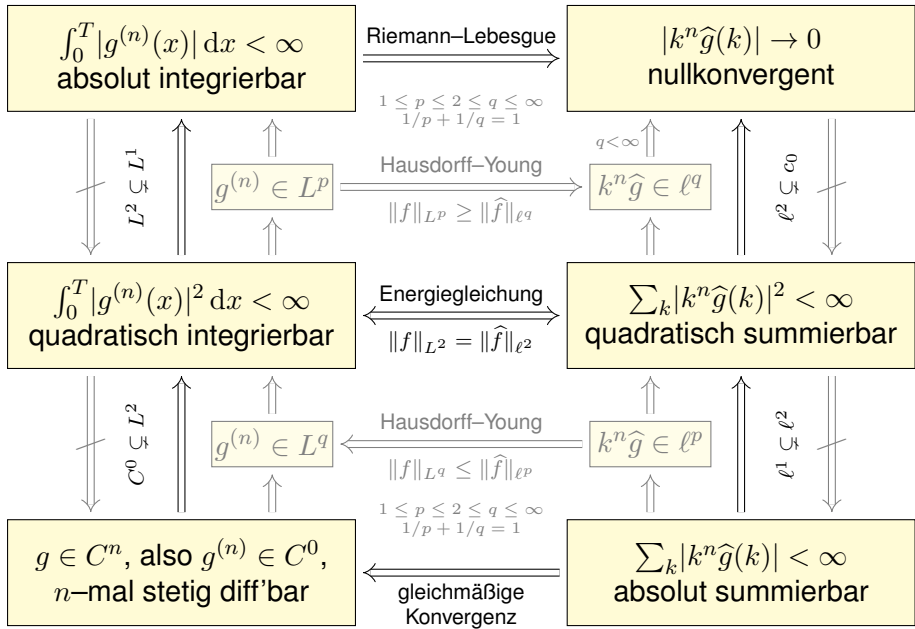 $\int_0^T |g^{(n)}(x)|\,\mathrm{d}x < \infty$
absolut integrierbar
Riemann–Lebesgue
$|k^n \widehat{g}(k)| \to 0$
nullkonvergent
$1 \le p \le 2 \le q \le \infty$
$1/p + 1/q = 1$
$L^2 \subsetneq L^1$
$g^{(n)} \in L^p$
Hausdorff–Young
$\|f\|_{L^p} \ge \|\widehat{f}\|_{\ell^q}$
$q<\infty$
$k^n \widehat{g} \in \ell^q$
$\ell^2 \subsetneq c_0$
$\int_0^T |g^{(n)}(x)|^2\,\mathrm{d}x < \infty$
quadratisch integrierbar
Energiegleichung
$\|f\|_{L^2} = \|\widehat{f}\|_{\ell^2}$
$\sum_k |k^n \widehat{g}(k)|^2 < \infty$
quadratisch summierbar
$C^0 \subsetneq L^2$
$g^{(n)} \in L^q$
Hausdorff–Young
$\|f\|_{L^q} \le \|\widehat{f}\|_{\ell^p}$
$1 \le p \le 2 \le q \le \infty$
$1/p + 1/q = 1$
$k^n \widehat{g} \in \ell^p$
$\ell^1 \subsetneq \ell^2$
$g \in C^n$, also $g^{(n)} \in C^0$,
$n$–mal stetig diff'bar
gleichmäßige
Konvergenz
$\sum_k |k^n \widehat{g}(k)| < \infty$
absolut summierbar